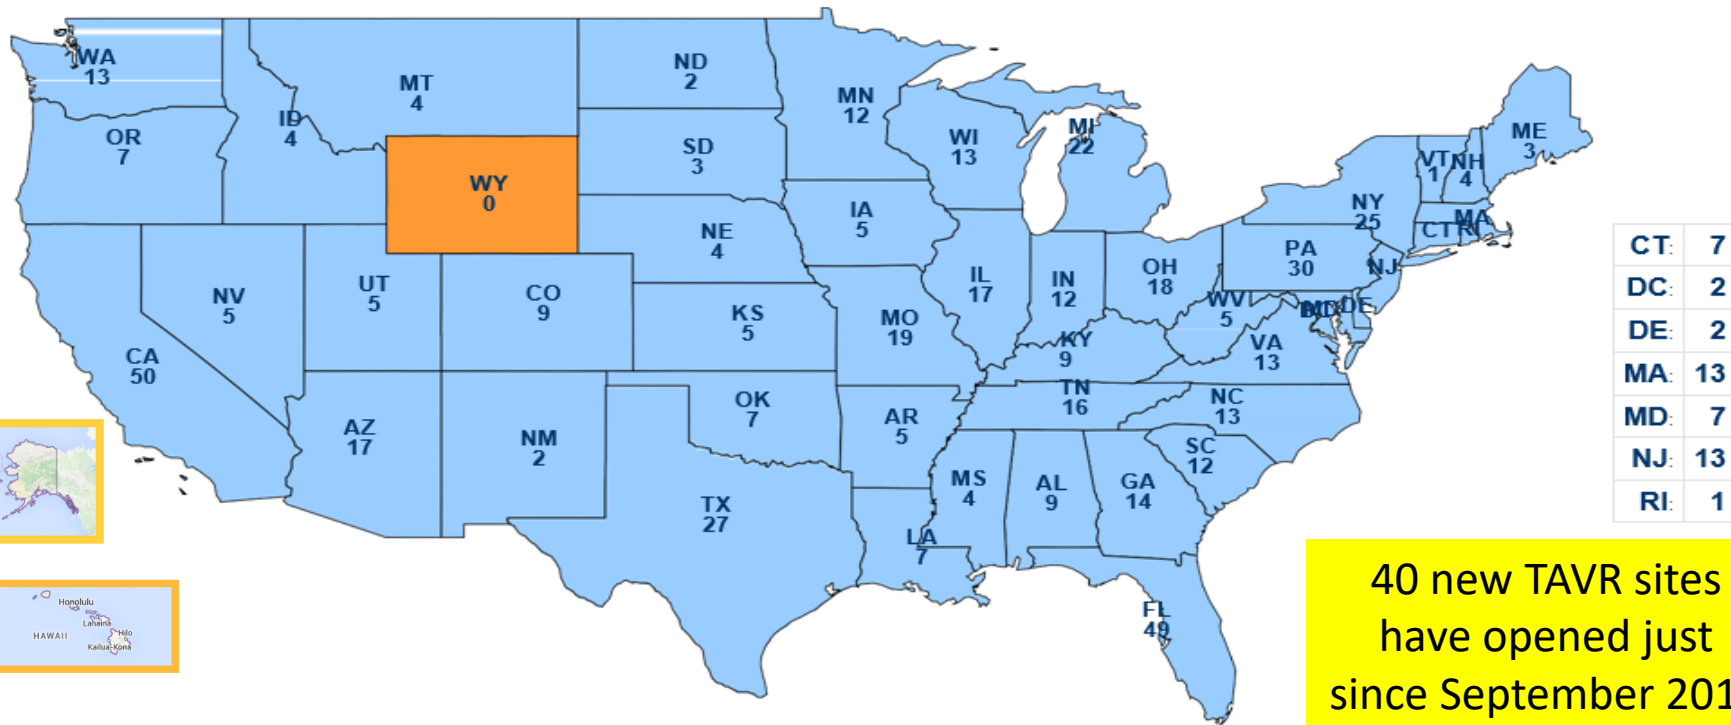 WA
13
MT
4
ND
2
MN
12
ID
4
OR
7
SD
3
WI
13
MI
22
ME
3
VT
1
NH
4
WY
0
NE
4
IA
5
NY
25
MA
CT
RI
PA
30
NJ
NV
5
UT
5
CO
9
KS
5
MO
19
IL
17
IN
12
OH
18
WV
5
DE
VA
13
KY
9
CA
50
AZ
17
NM
2
OK
7
AR
5
TN
16
NC
13
SC
12
MS
4
AL
9
GA
14
TX
27
LA
7
FL
49
Honolulu
Lahaina
HAWAII
Hilo
Kailua-Kona
CT: 7
DC: 2
DE: 2
MA: 13
MD: 7
NJ: 13
RI: 1
40 new TAVR sites
have opened just
since September